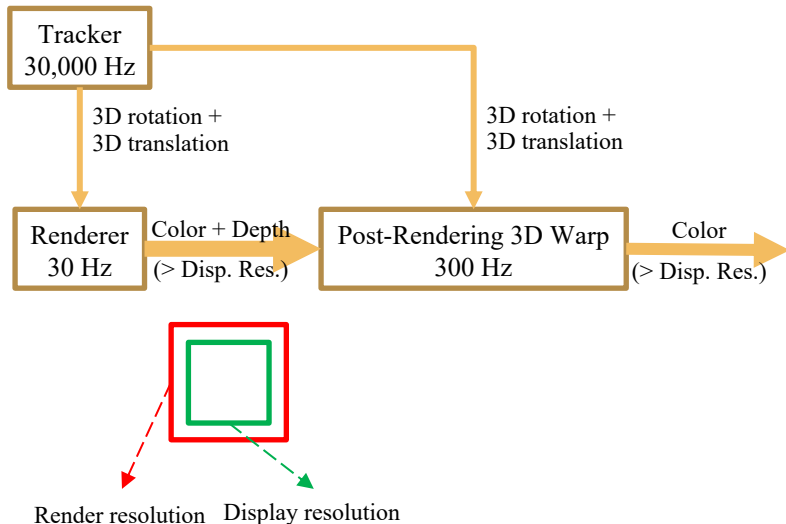 Tracker
30,000 Hz
3D rotation +
3D translation
3D rotation +
3D translation
Renderer
30 Hz
Color + Depth
(> Disp. Res.)
Post-Rendering 3D Warp
300 Hz
Color
(> Disp. Res.)
Render resolution
Display resolution